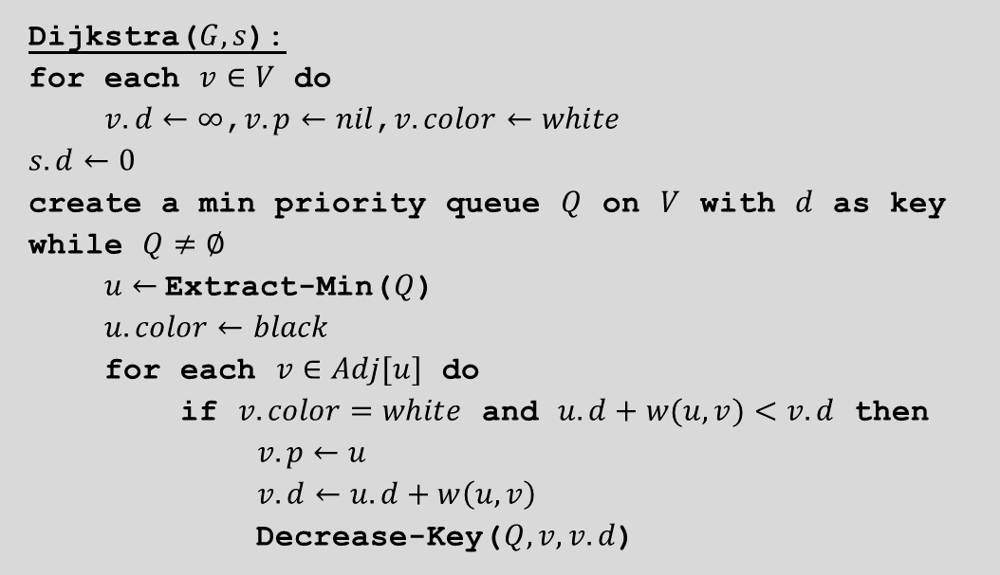 Dijkstra(G,s):
for each v ∈ V do
v.d ← ∞, v.p ← nil, v.color ← white
s.d ← 0
create a min priority queue Q on V with d as key
while Q ≠ ∅
u ← Extract-Min(Q)
u.color ← black
for each v ∈ Adj[u] do
if v.color = white and u.d + w(u,v) < v.d then
v.p ← u
v.d ← u.d + w(u,v)
Decrease-Key(Q,v,v.d)